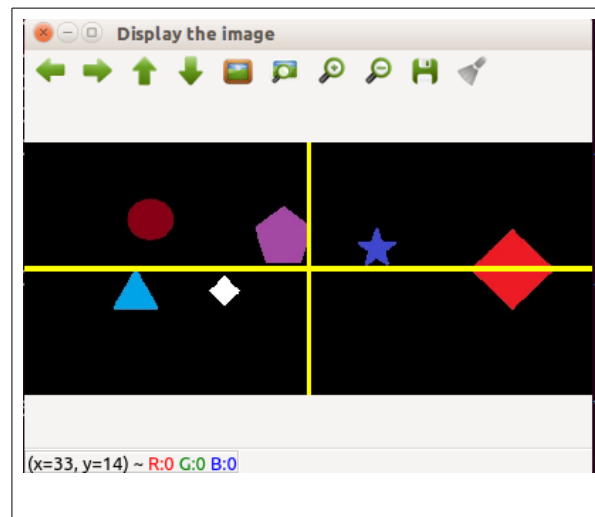 Display the image
(x=33, y=14) ~ R:0 G:0 B:0